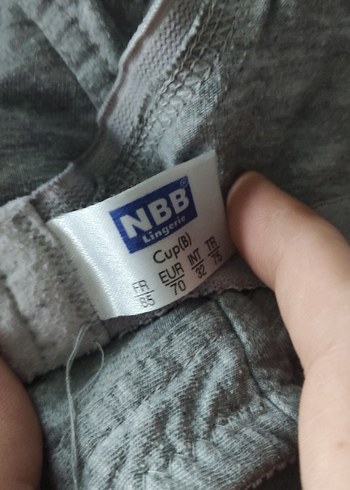 NBB®
Lingerie
Cup(B)
FR EUR INT TR
85 70 32 75